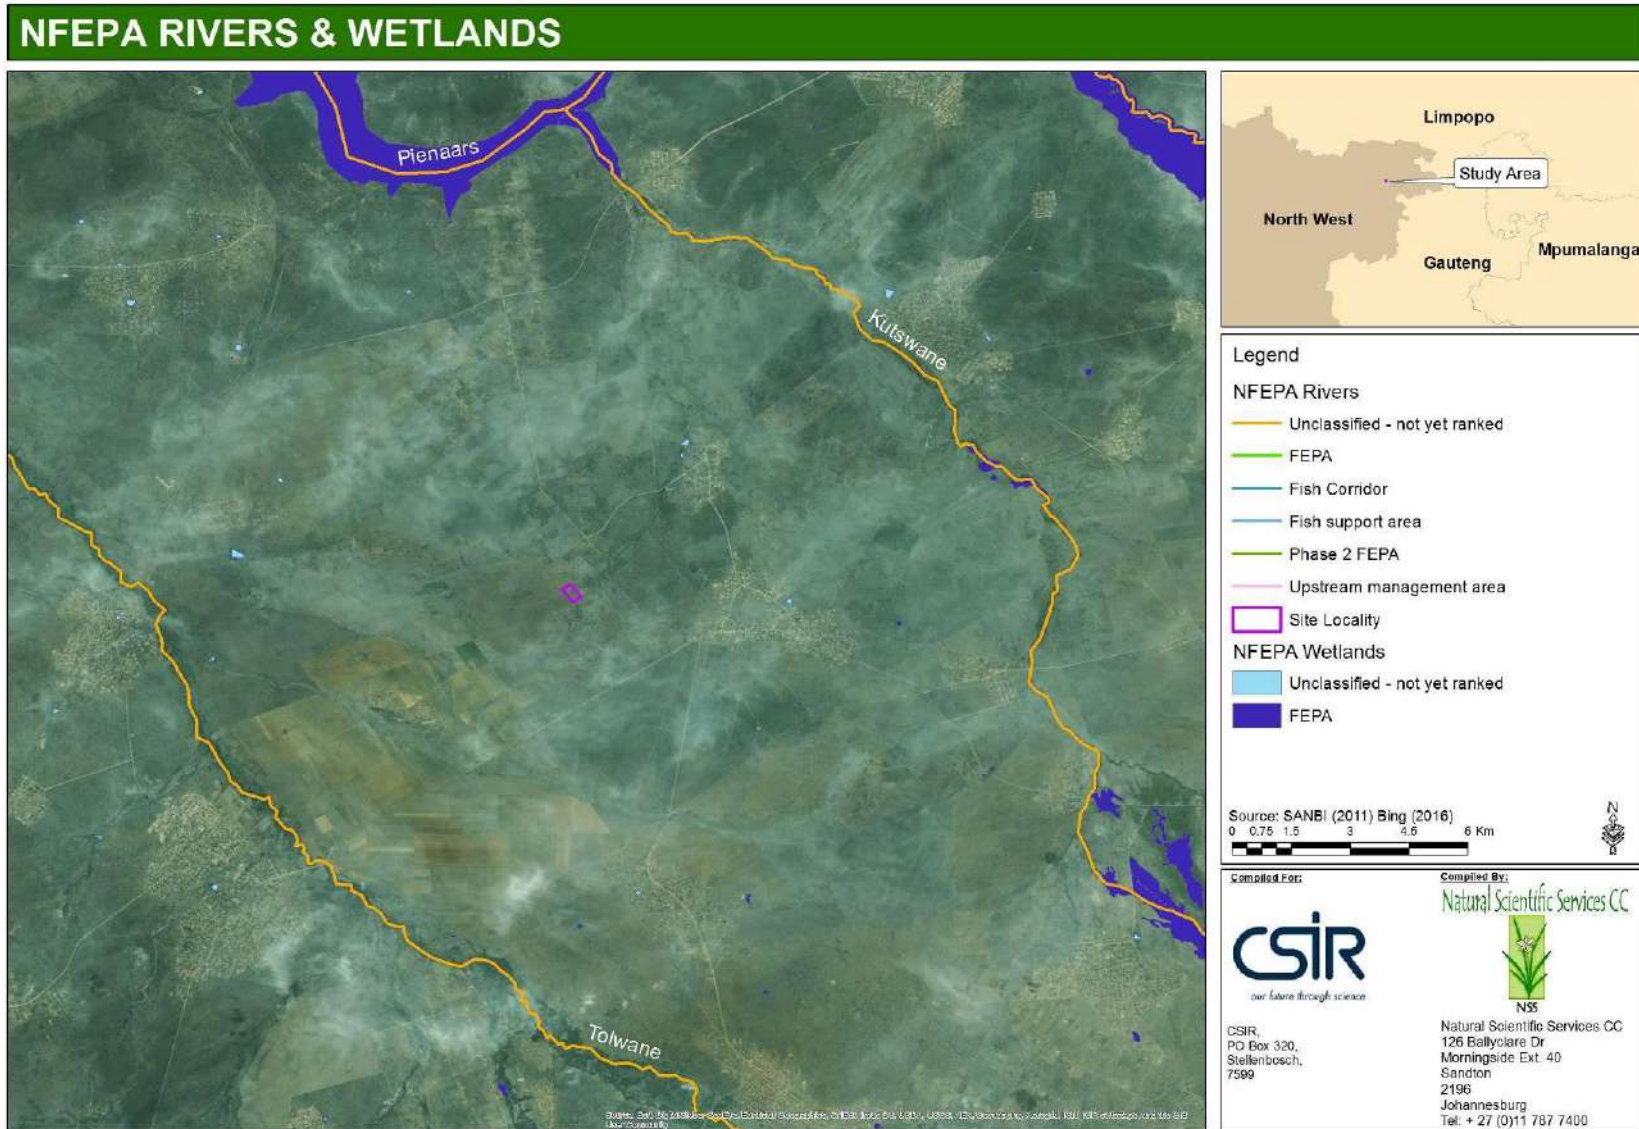 NFEPA RIVERS & WETLANDS
Pienaars
Kutswane
Tolwane
Limpopo
Study Area
North West
Mpumalanga
Gauteng
Legend
NFEPA Rivers
Unclassified - not yet ranked
FEPA
Fish Corridor
Fish support area
Phase 2 FEPA
Upstream management area
Site Locality
NFEPA Wetlands
Unclassified - not yet ranked
FEPA
Source: SANBI (2011) Bing (2016)
0 0.75 1.5 3 4.5 6 Km
N
Compiled For:
CSIR
our future through science
CSIR,
PO Box 320,
Stellenbosch,
7599
Compiled By:
Natural Scientific Services CC
NSS
Natural Scientific Services CC
126 Ballyclare Dr
Morningside Ext. 40
Sandton
2196
Johannesburg
Tel: + 27 (0)11 787 7400